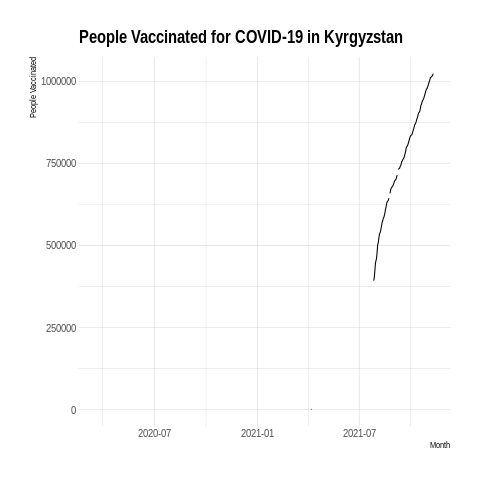 People Vaccinated for COVID-19 in Kyrgyzstan
People Vaccinated
1000000
750000
500000
250000
0
2020-07
2021-01
2021-07
Month